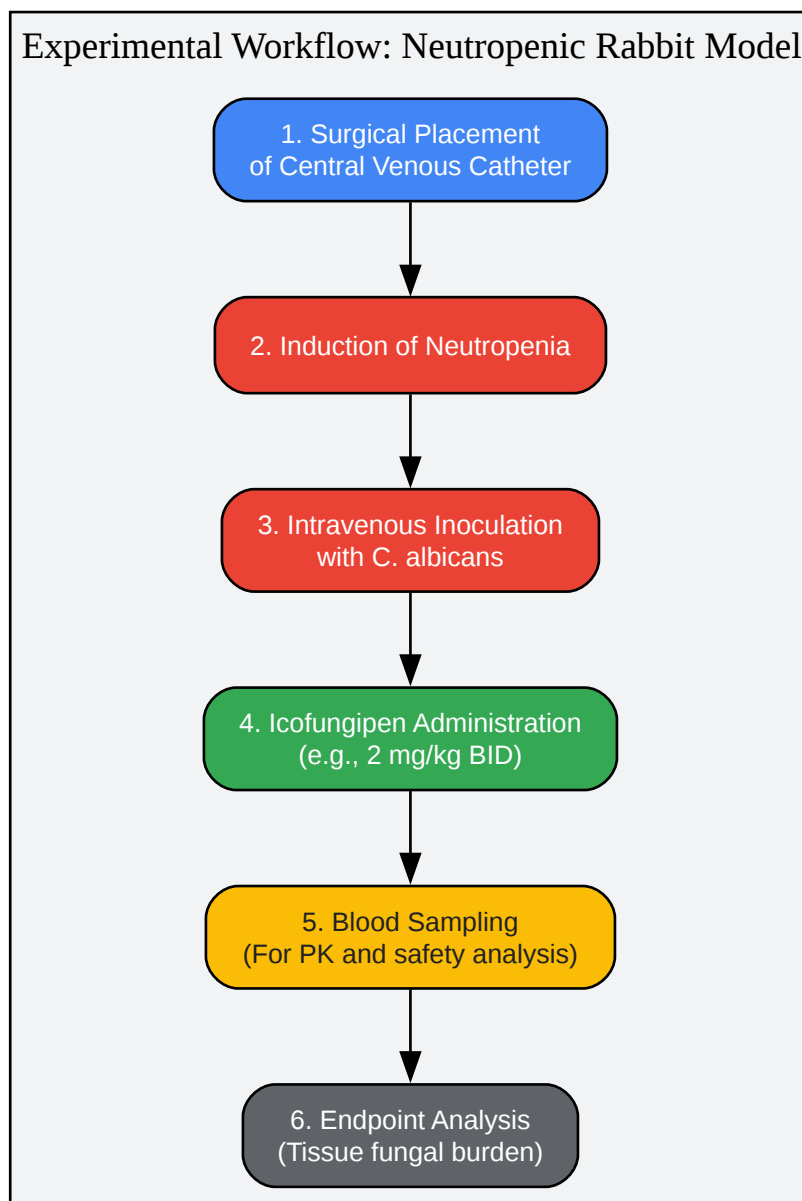 Experimental Workflow: Neutropenic Rabbit Model
1. Surgical Placement
of Central Venous Catheter
2. Induction of Neutropenia
3. Intravenous Inoculation
with C. albicans
4. Icofungipen Administration
(e.g., 2 mg/kg BID)
5. Blood Sampling
(For PK and safety analysis)
6. Endpoint Analysis
(Tissue fungal burden)